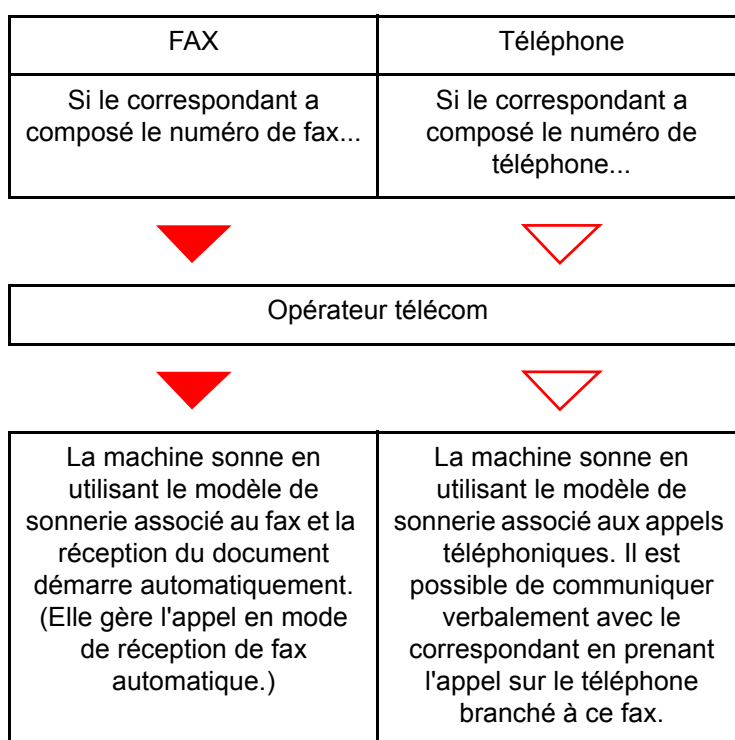 FAX
Téléphone
Si le correspondant a
composé le numéro de fax...
Si le correspondant a
composé le numéro de
téléphone...
Opérateur télécom
La machine sonne en
utilisant le modèle de
sonnerie associé au fax et la
réception du document
démarre automatiquement.
(Elle gère l'appel en mode
de réception de fax
automatique.)
La machine sonne en
utilisant le modèle de
sonnerie associé aux appels
téléphoniques. Il est
possible de communiquer
verbalement avec le
correspondant en prenant
l'appel sur le téléphone
branché à ce fax.